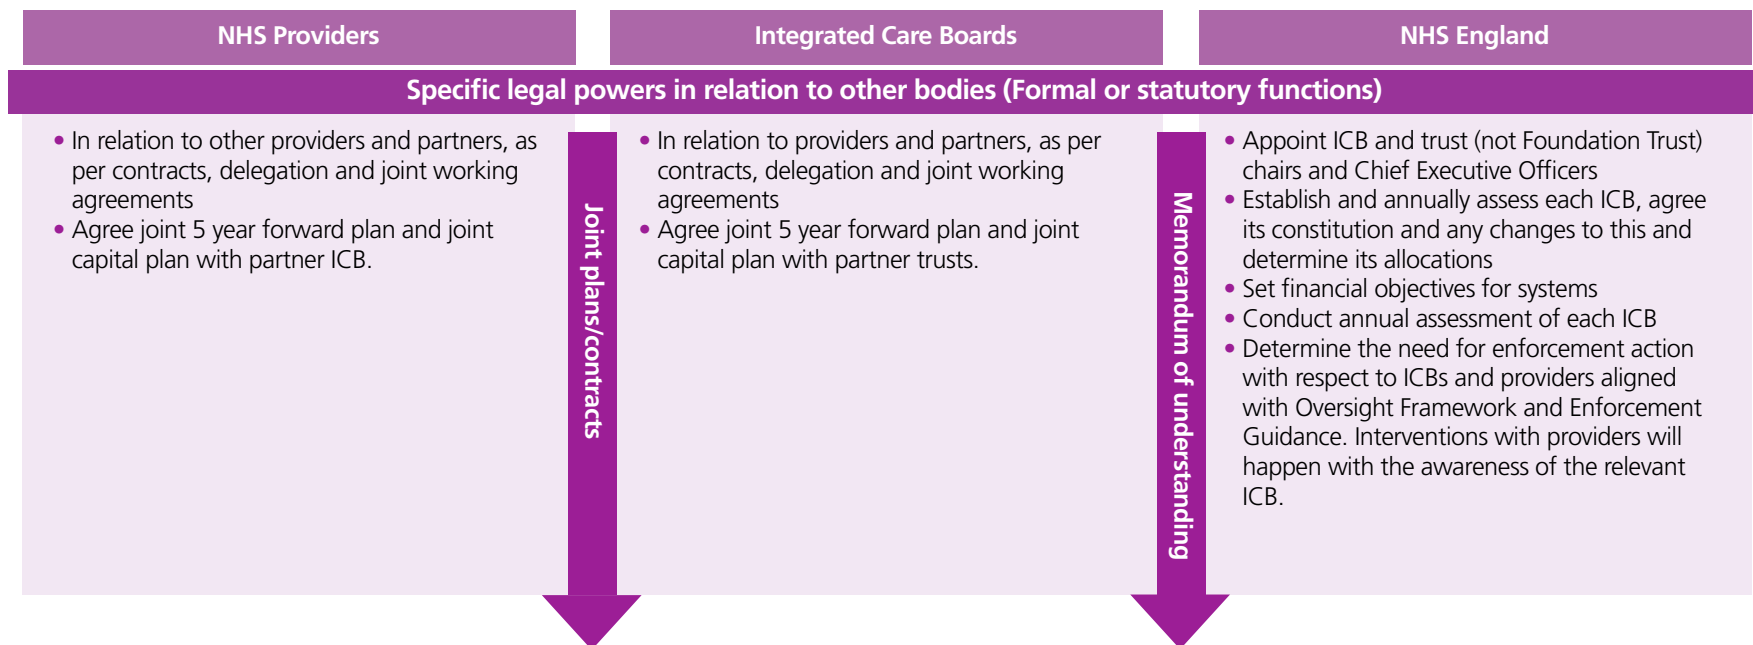 NHS Providers
Integrated Care Boards
NHS England
Specific legal powers in relation to other bodies (Formal or statutory functions)
• In relation to other providers and partners, as
per contracts, delegation and joint working
agreements
• Agree joint 5 year forward plan and joint
capital plan with partner ICB.
Joint plans/contracts
• In relation to providers and partners, as per
contracts, delegation and joint working
agreements
• Agree joint 5 year forward plan and joint
capital plan with partner trusts.
Memorandum of understanding
• Appoint ICB and trust (not Foundation Trust)
chairs and Chief Executive Officers
• Establish and annually assess each ICB, agree
its constitution and any changes to this and
determine its allocations
• Set financial objectives for systems
• Conduct annual assessment of each ICB
• Determine the need for enforcement action
with respect to ICBs and providers aligned
with Oversight Framework and Enforcement
Guidance. Interventions with providers will
happen with the awareness of the relevant
ICB.